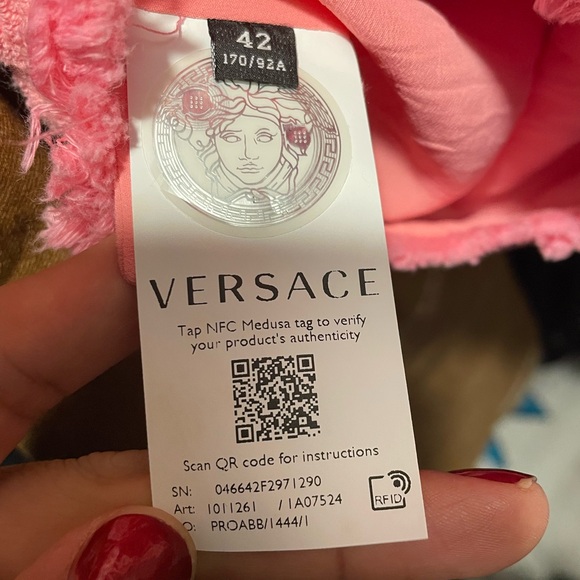 42
170/92A
VERSACE
Tap NFC Medusa tag to verify
your product's authenticity
Scan QR code for instructions
SN: 046642F2971290
Art: 1011261 / 1A07524
O: PROABB/1444/1
RFID